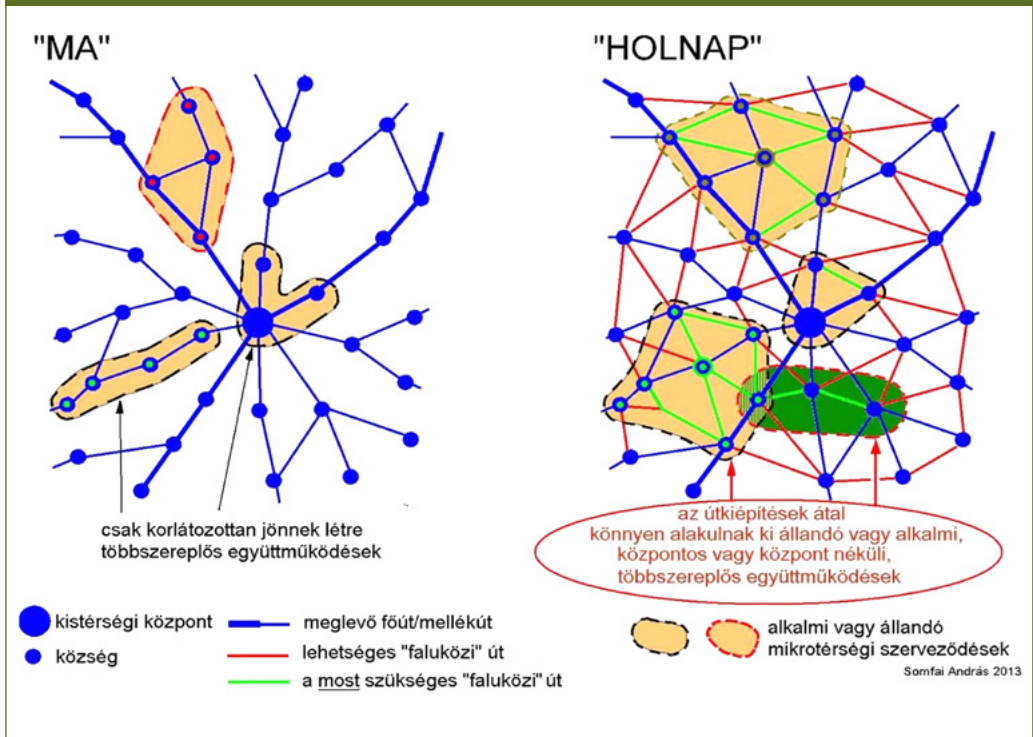 "MA"
"HOLNAP"
csak korlátozottan jönnek létre
többszereplős együttműködések
az útkiépítések átal
könnyen alakulnak ki állandó vagy alkalmi,
központos vagy központ nékűli,
többszereplős együttműködések
kistérségi központ
község
meglevő főút/mellékút
lehetséges "faluközi" út
a most szükséges "faluközi" út
alkalmi vagy állandó
mikrotérségi szerveződések
Somfai András 2013